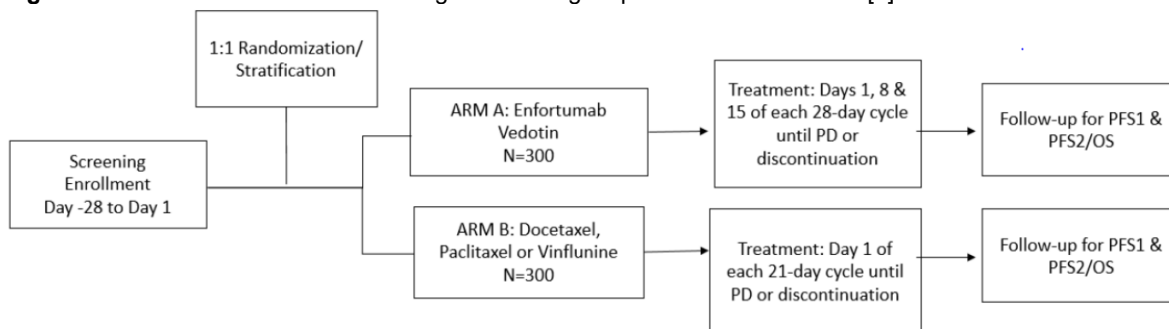 1:1 Randomization/
Stratification
Screening
Enrollment
Day -28 to Day 1
ARM A: Enfortumab
Vedotin
N=300
Treatment: Days 1, 8 &
15 of each 28-day cycle
until PD or
discontinuation
Follow-up for PFS1 &
PFS2/OS
ARM B: Docetaxel,
Paclitaxel or Vinflunine
N=300
Treatment: Day 1 of
each 21-day cycle until
PD or discontinuation
Follow-up for PFS1 &
PFS2/OS